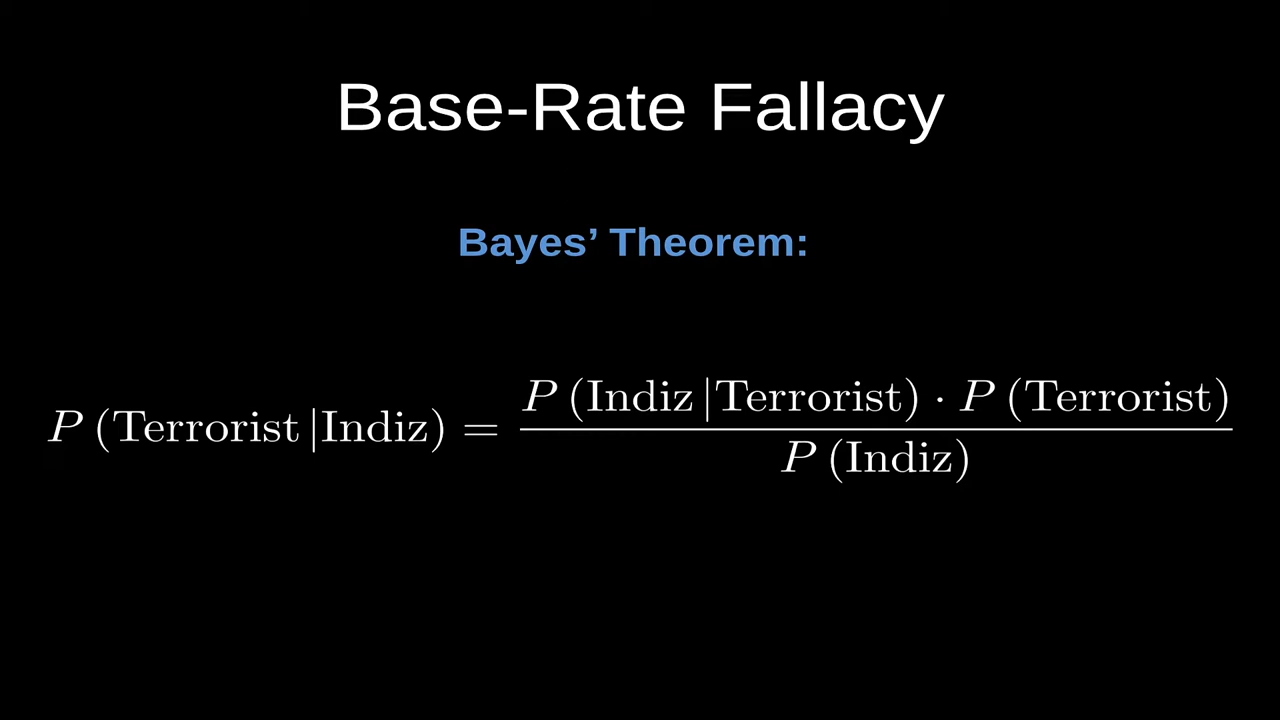 Base-Rate Fallacy
Bayes’ Theorem:
P (Terrorist | Indiz) = P (Indiz | Terrorist) · P (Terrorist)
P (Indiz)